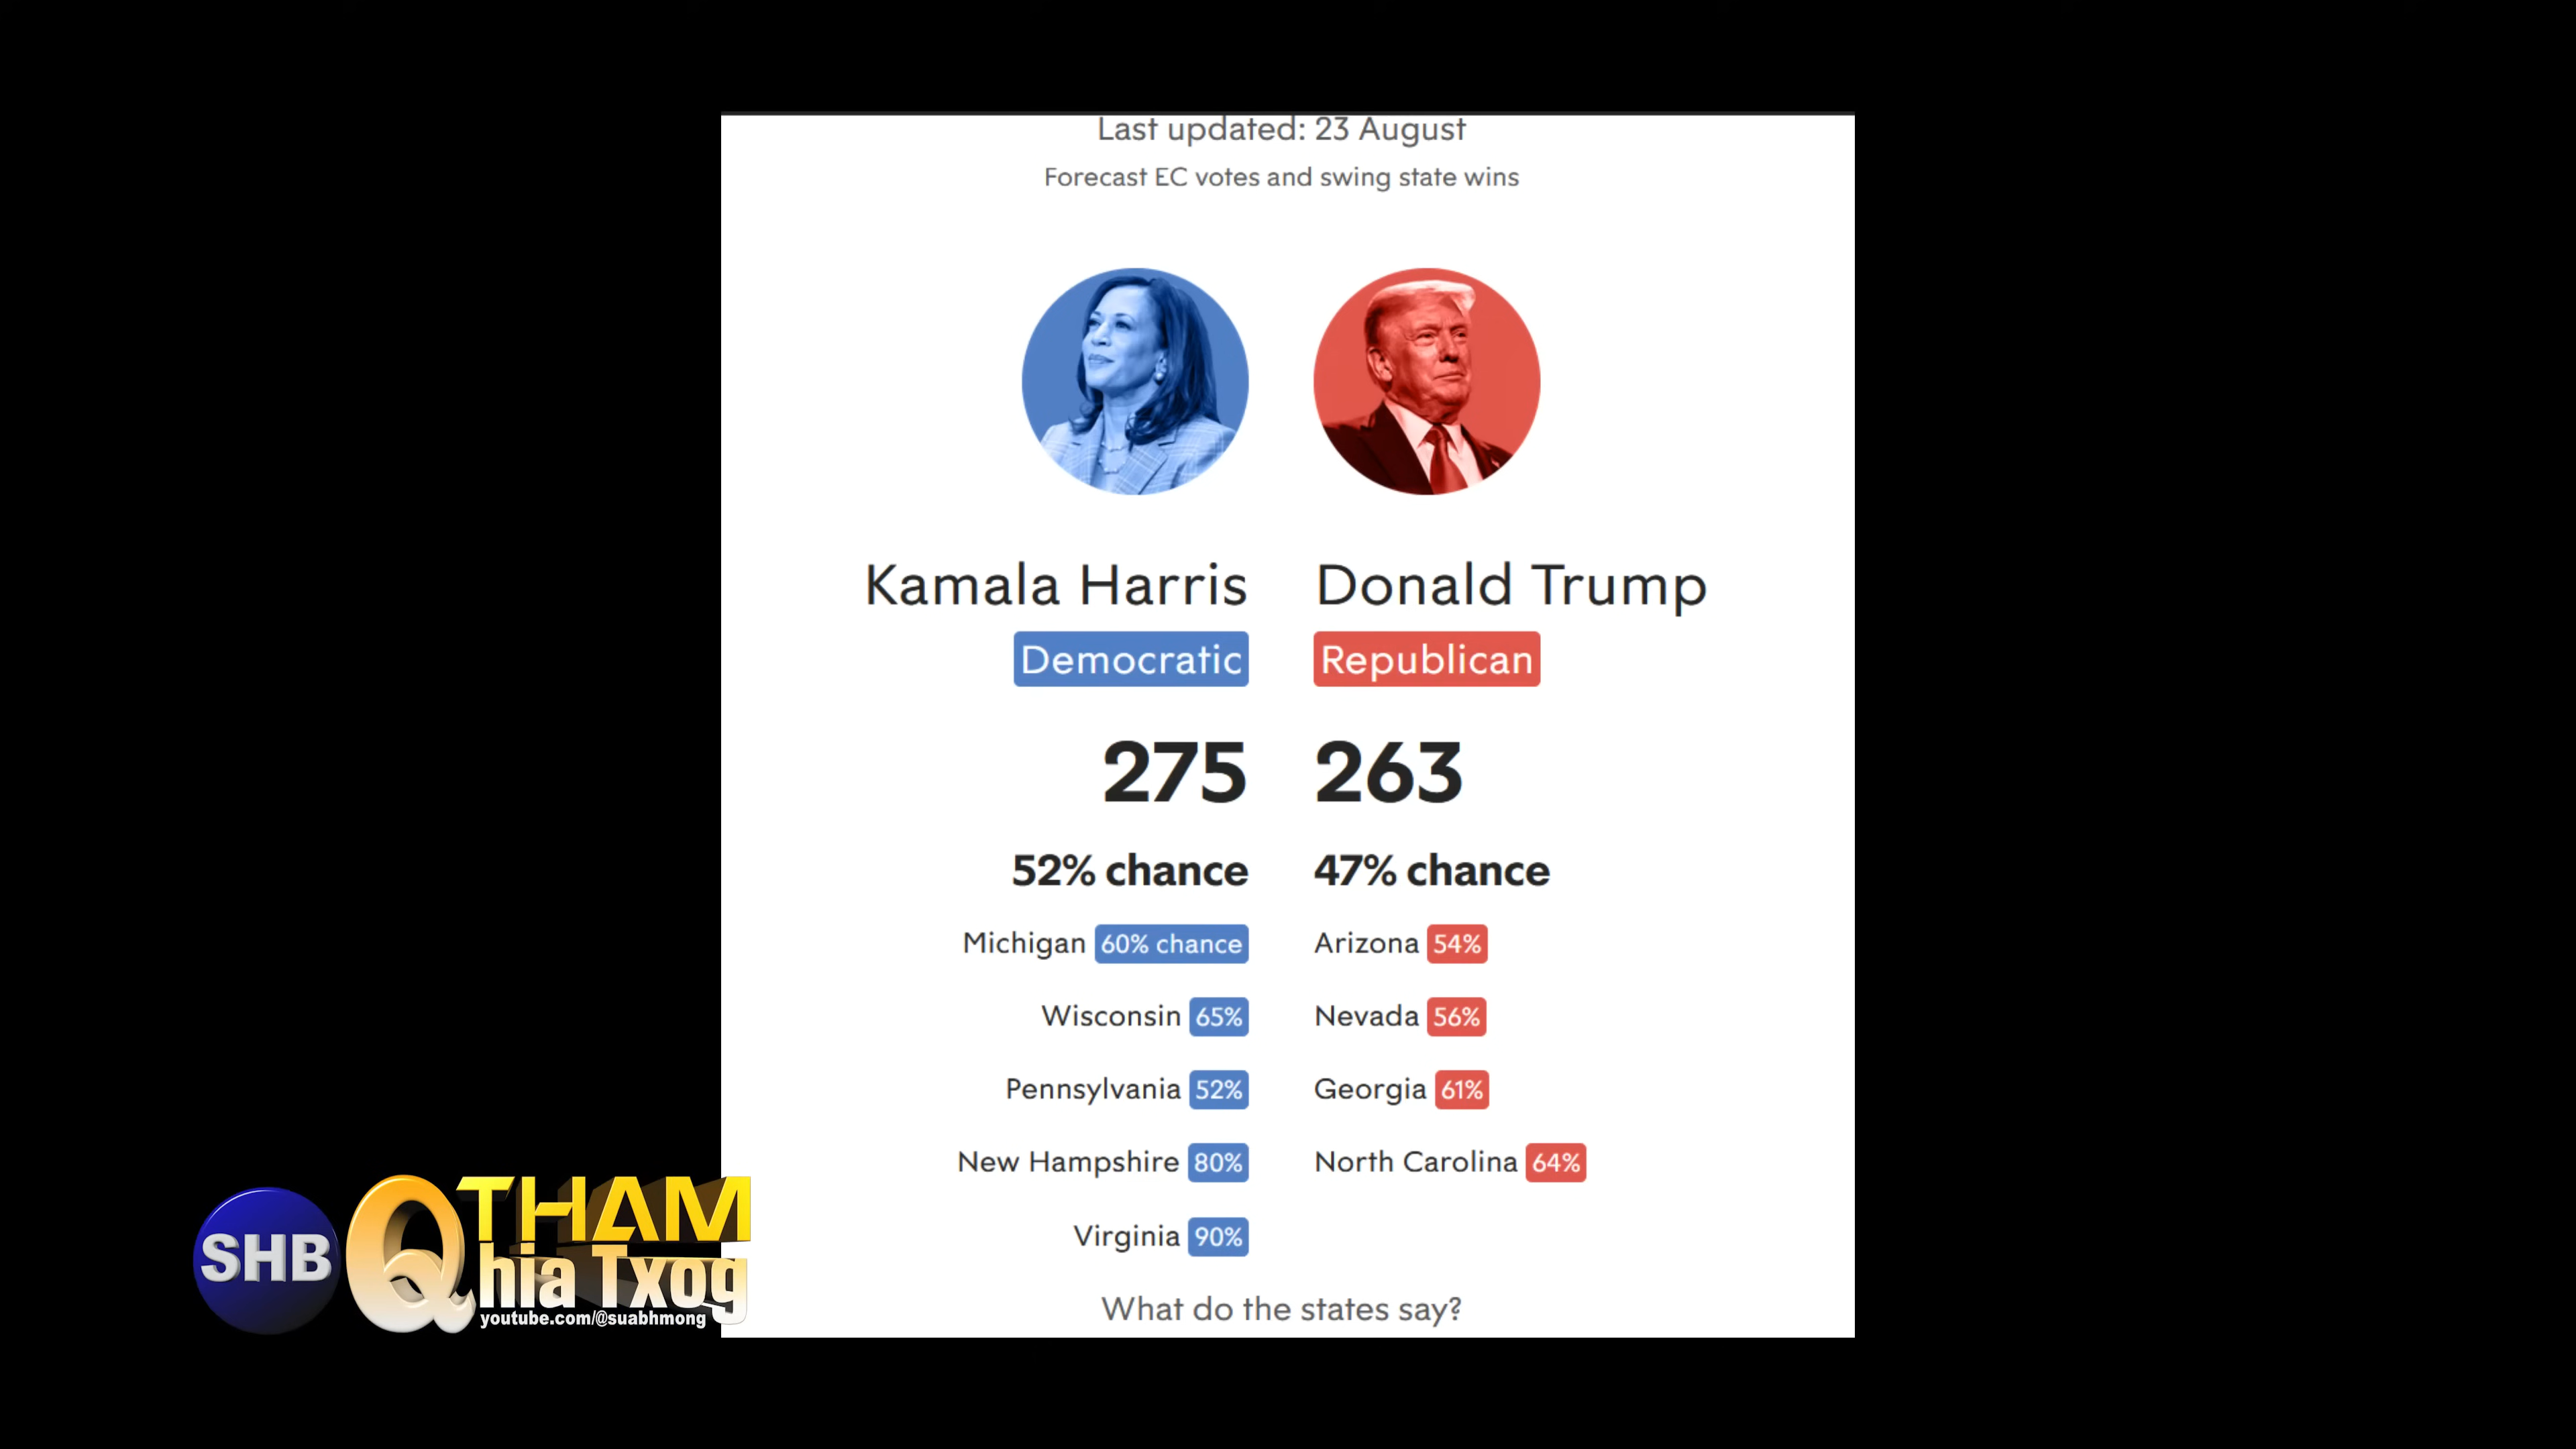 Last updated: 23 August
Forecast EC votes and swing state wins
Kamala Harris
Democratic
275
52% chance
Michigan 60% chance
Wisconsin 65%
Pennsylvania 52%
New Hampshire 80%
Virginia 90%
Donald Trump
Republican
263
47% chance
Arizona 54%
Nevada 56%
Georgia 61%
North Carolina 64%
What do the states say?
SHB
THAM
Qhia Txog
youtube.com/@suabhmong